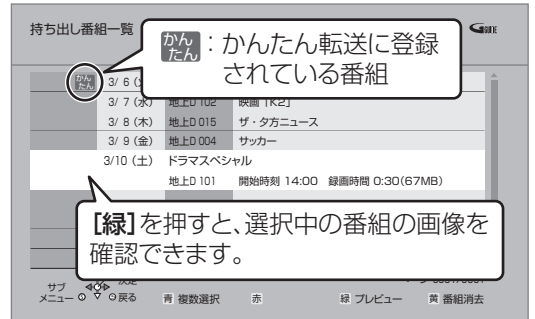 持ち出し番組一覧
かんたん：かんたん転送に登録
されている番組
GUIDE
かんたん 3/ 6
3/ 7（水） 地上D 102 映画「K2」
3/ 8（木） 地上D 015 ザ・夕方ニュース
3/ 9（金） 地上D 004 サッカー
3/10（土） ドラマスペシャル
地上D 101 開始時刻 14:00 録画時間 0:30(67MB)
[緑]を押すと、選択中の番組の画像を
確認できます。
サブメニュー 決定 戻る 青 複数選択 赤 緑 プレビュー 黄 番組消去